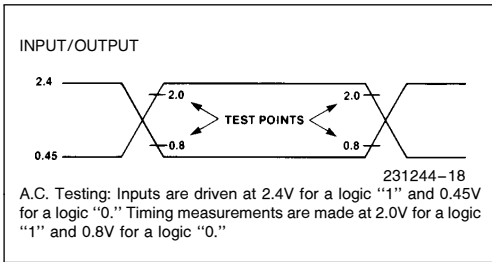 INPUT/OUTPUT
2.4
2.0
2.0
TEST POINTS
0.8
0.8
0.45
231244–18
A.C. Testing: Inputs are driven at 2.4V for a logic ‘‘1’’ and 0.45V
for a logic ‘‘0.’’ Timing measurements are made at 2.0V for a logic
‘‘1’’ and 0.8V for a logic ‘‘0.’’